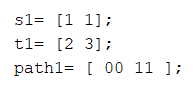 s1= [1 1];
t1= [2 3];
path1= [ 00 11 ];